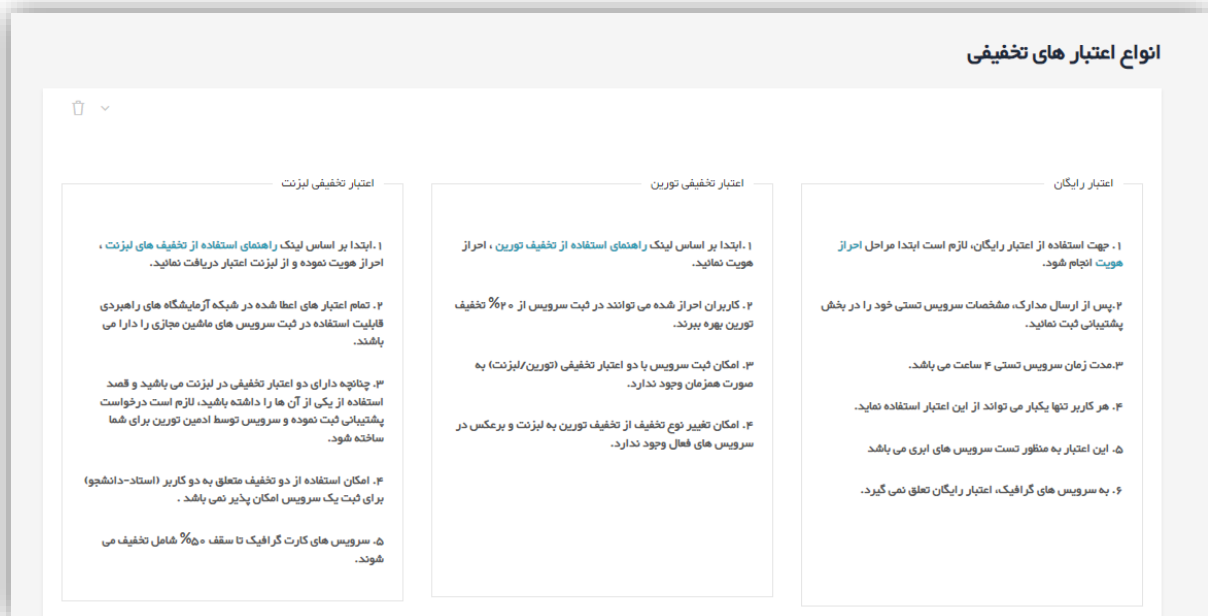 انواع اعتبار های تخفیفی
اعتبار رایگان
۱. جهت استفاده از اعتبار رایگان، لازم است ابتدا مراحل احراز
هویت انجام شود.
۲.پس از ارسال مدارک، مشخصات سرویس تستی خود را در بخش
پشتیبانی ثبت نمائید.
۳.مدت زمان سرویس تستی ۴ ساعت می باشد.
۴. هر کاربر تنها یکبار می تواند از این اعتبار استفاده نماید.
۵. این اعتبار به منظور تست سرویس های ابری می باشد
۶. به سرویس های گرافیک، اعتبار رایگان تعلق نمی گیرد.
اعتبار تخفیفی تورین
۱.ابتدا بر اساس لینک راهنمای استفاده از تخفیف تورین ، احراز
هویت نمائید.
۲. کاربران احراز شده می توانند در ثبت سرویس از ۲۰% تخفیف
تورین بهره ببرند.
۳. امکان ثبت سرویس با دو اعتبار تخفیفی (تورین/لبزنت) به
صورت همزمان وجود ندارد.
۴. امکان تغییر نوع تخفیف از تخفیف تورین به لبزنت و برعکس در
سرویس های فعال وجود ندارد.
اعتبار تخفیفی لبزنت
۱.ابتدا بر اساس لینک راهنمای استفاده از تخفیف های لبزنت ،
احراز هویت نموده و از لبزنت اعتبار دریافت نمائید.
۲. تمام اعتبار های اعطا شده در شبکه آزمایشگاه های راهبردی
قابلیت استفاده در ثبت سرویس های ماشین مجازی را دارا می
باشند.
۳. چنانچه دارای دو اعتبار تخفیفی در لبزنت می باشید و قصد
استفاده از یکی از آن ها را داشته باشید، لازم است درخواست
پشتیبانی ثبت نموده و سرویس توسط ادمین تورین برای شما
ساخته شود.
۴. امکان استفاده از دو تخفیف متعلق به دو کاربر (استاد-دانشجو)
برای ثبت یک سرویس امکان پذیر نمی باشد .
۵. سرویس های کارت گرافیک تا سقف ۵۰% شامل تخفیف می
شوند.